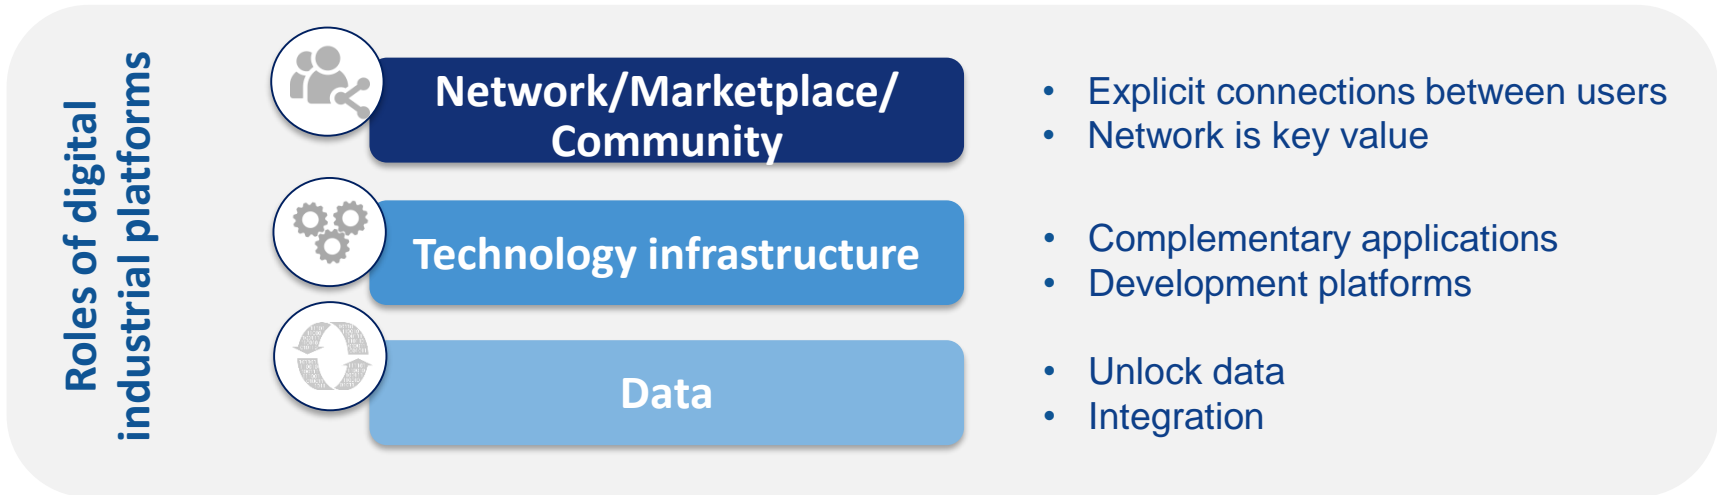 Roles of digital
industrial platforms
Network/Marketplace/
Community
• Explicit connections between users
• Network is key value
Technology infrastructure
• Complementary applications
• Development platforms
Data
• Unlock data
• Integration